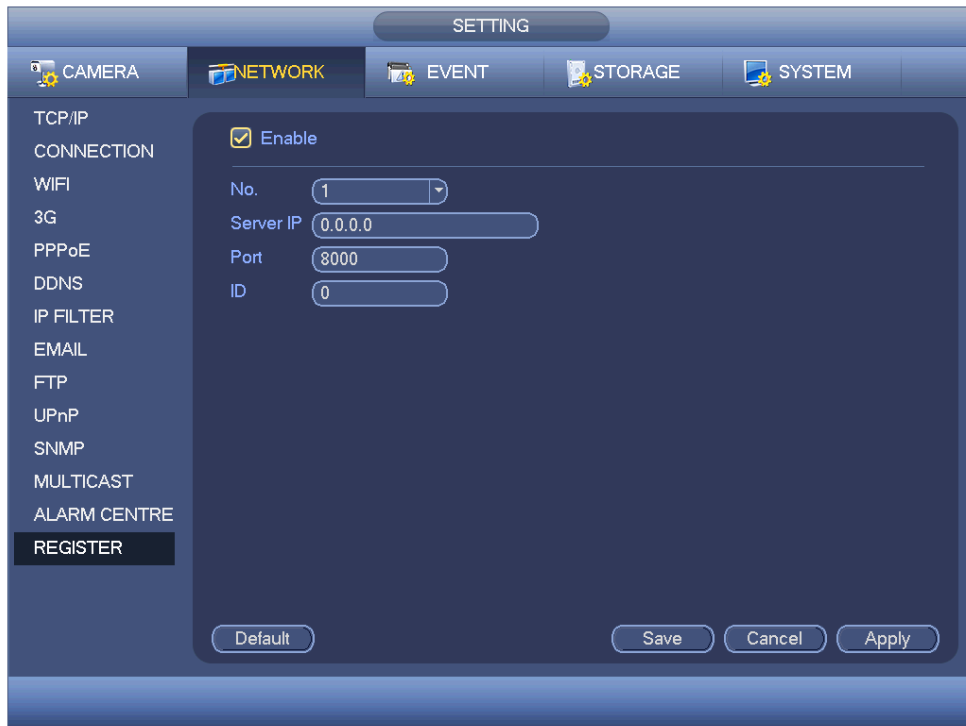 SETTING
CAMERA NETWORK EVENT STORAGE SYSTEM
TCP/IP
CONNECTION
WIFI
3G
PPPoE
DDNS
IP FILTER
EMAIL
FTP
UPnP
SNMP
MULTICAST
ALARM CENTRE
REGISTER
Enable
No. 1
Server IP 0.0.0.0
Port 8000
ID 0
Default Save Cancel Apply